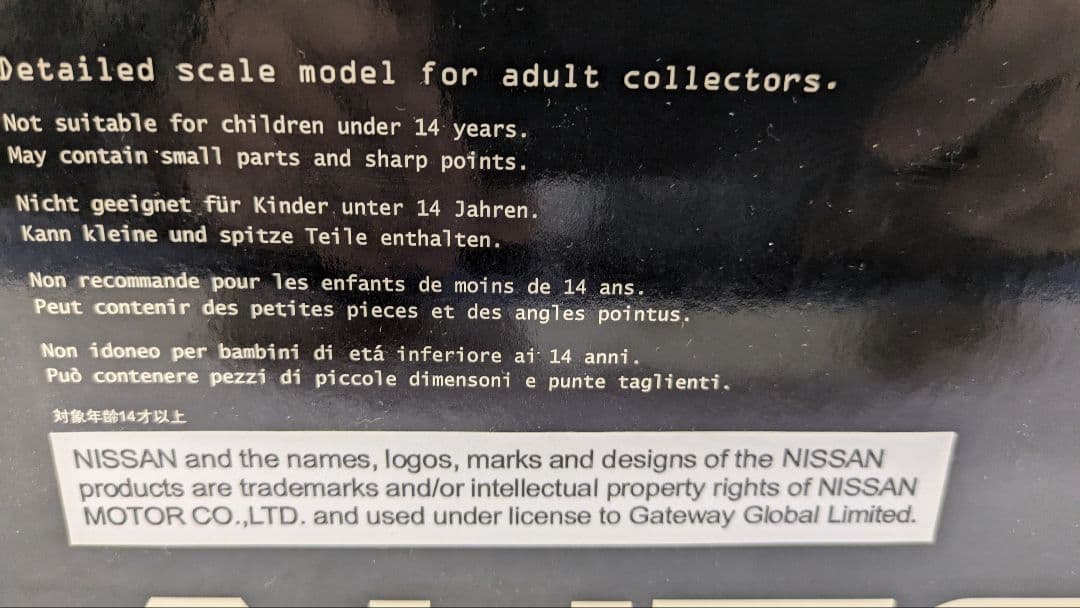 Detailed scale model for adult collectors.
Not suitable for children under 14 years.
May contain small parts and sharp points.
Nicht geeignet für Kinder unter 14 Jahren.
Kann kleine und spitze Teile enthalten.
Non recommande pour les enfants de moins de 14 ans.
Peut contenir des petites pieces et des angles pointus.
Non idoneo per bambini di etá inferiore ai 14 anni.
Può contenere pezzi di piccole dimensoni e punte taglienti.
対象年齢14才以上
NISSAN and the names, logos, marks and designs of the NISSAN
products are trademarks and/or intellectual property rights of NISSAN
MOTOR CO.,LTD. and used under license to Gateway Global Limited.